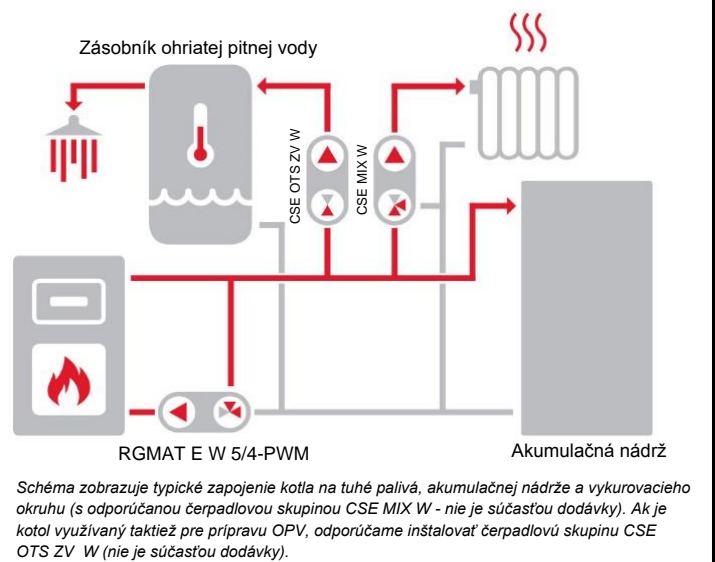 Zásobník ohriatej pitnej vody
CSE OTS ZV W
CSE MIX W
RGMAT E W 5/4-PWM
Akumulačná nádrž
Schéma zobrazuje typické zapojenie kotla na tuhé palivá, akumulačnej nádrže a vykurovacieho
okruhu (s odporúčanou čerpadlovou skupinou CSE MIX W - nie je súčasťou dodávky). Ak je
kotol využívaný taktiež pre prípravu OPV, odporúčame inštalovať čerpadlovú skupinu CSE
OTS ZV W (nie je súčasťou dodávky).